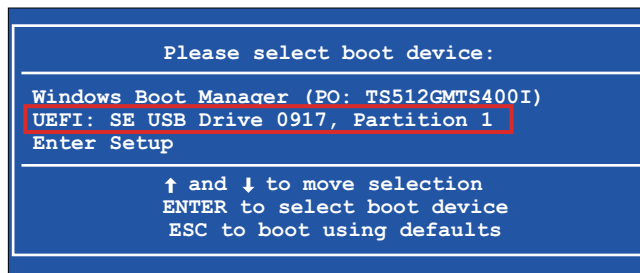 Please select boot device:
Windows Boot Manager (PO: TS512GMTS400I)
UEFI: SE USB Drive 0917, Partition 1
Enter Setup
↑ and ↓ to move selection
ENTER to select boot device
ESC to boot using defaults